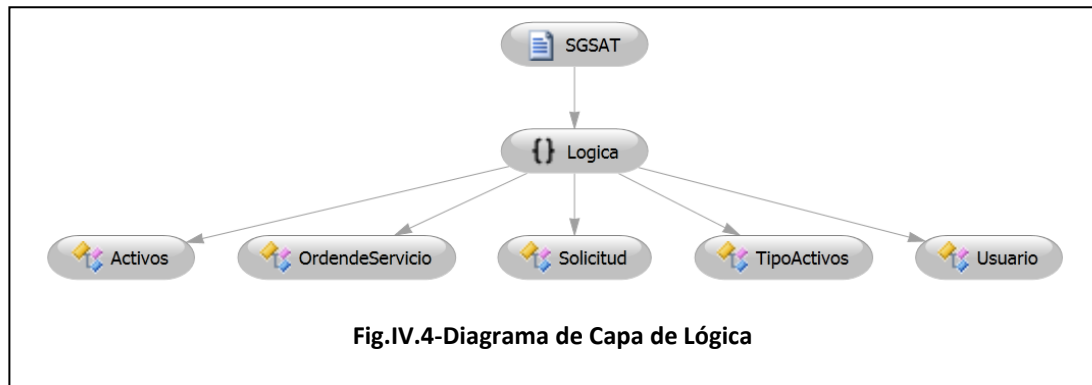 SGSAT
{} Logica
Activos OrdendeServicio Solicitud TipoActivos Usuario
Fig.IV.4-Diagrama de Capa de Lógica